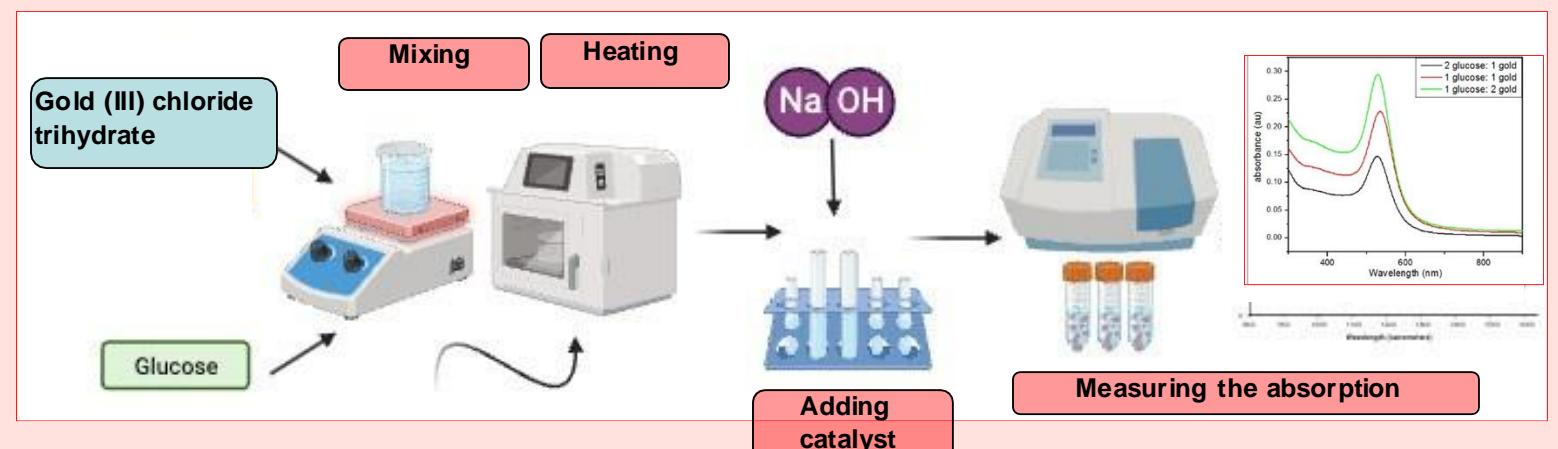 Mixing
Heating
Gold (III) chloride
trihydrate
Glucose
Na OH
Adding
catalyst
Measuring the absorption
2 glucose: 1 gold
1 glucose: 1 gold
1 glucose: 2 gold
absorbance (au)
0.30
0.25
0.20
0.15
0.10
0.05
0.00
400 600 800
Wavelength (nm)
Wavelength (nanometers)